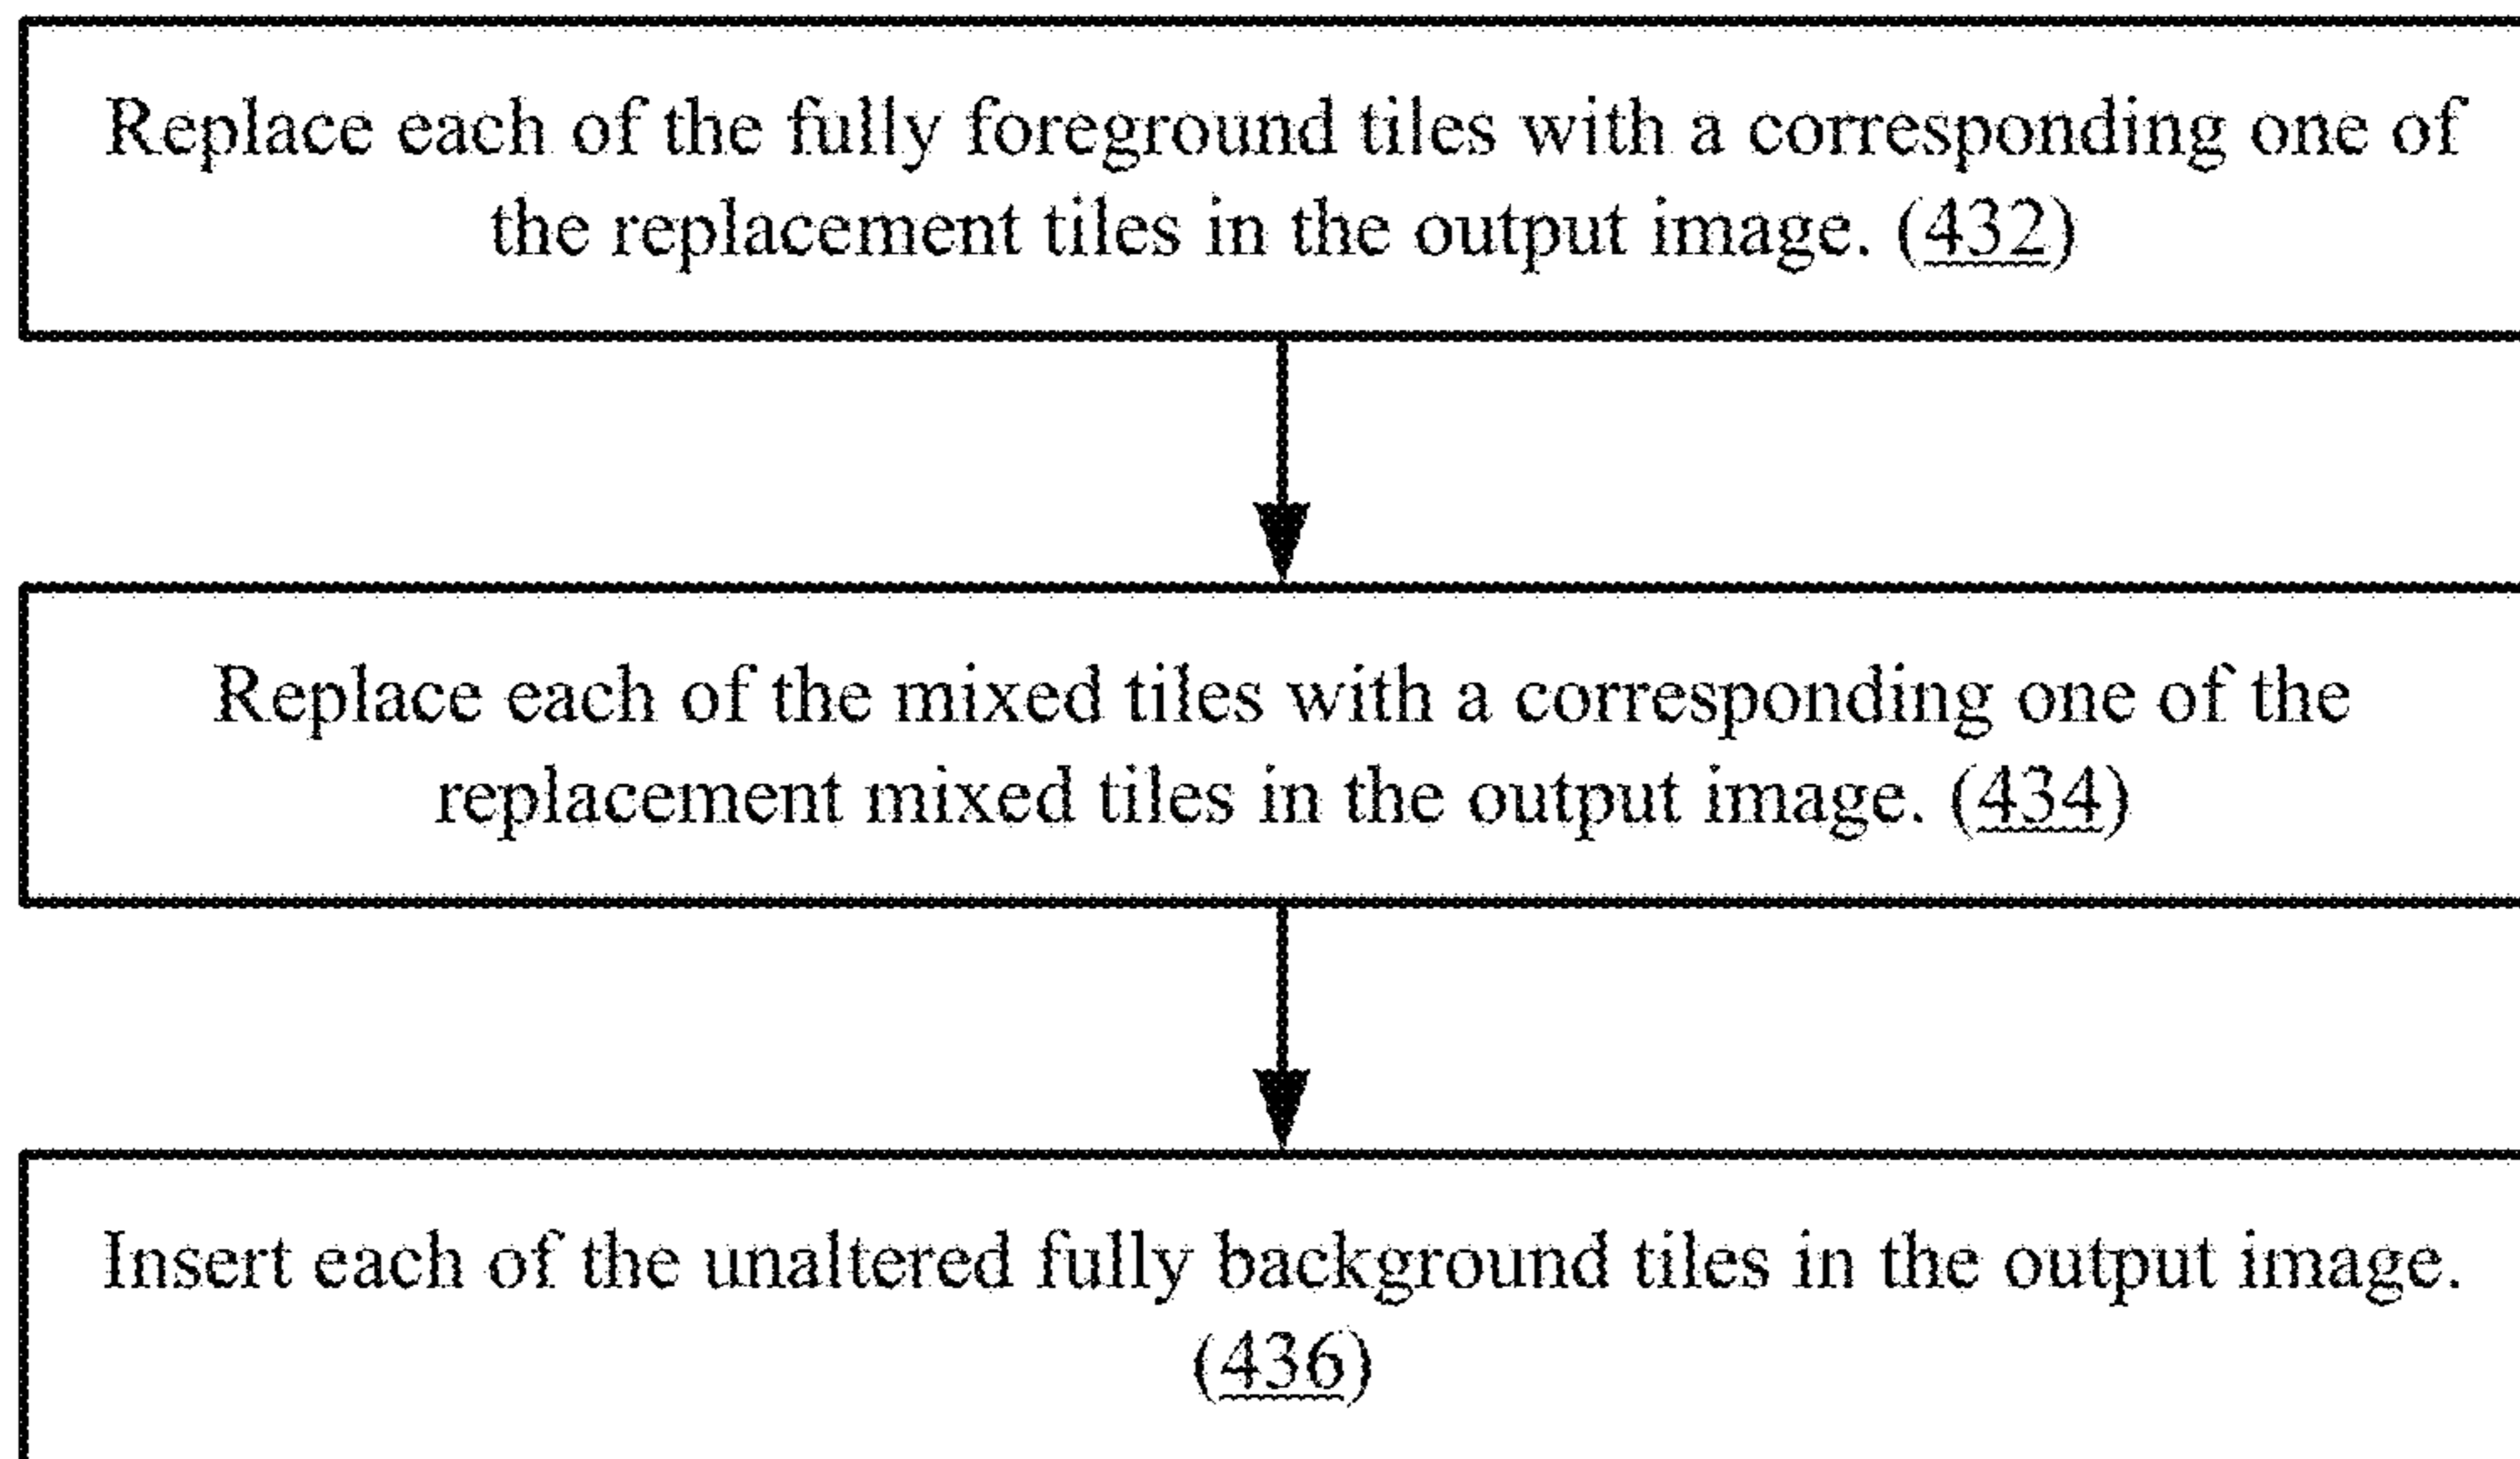 Replace each of the fully foreground tiles with a corresponding one of
the replacement tiles in the output image. (432)
Replace each of the mixed tiles with a corresponding one of the
replacement mixed tiles in the output image. (434)
Insert each of the unaltered fully background tiles in the output image.
(436)